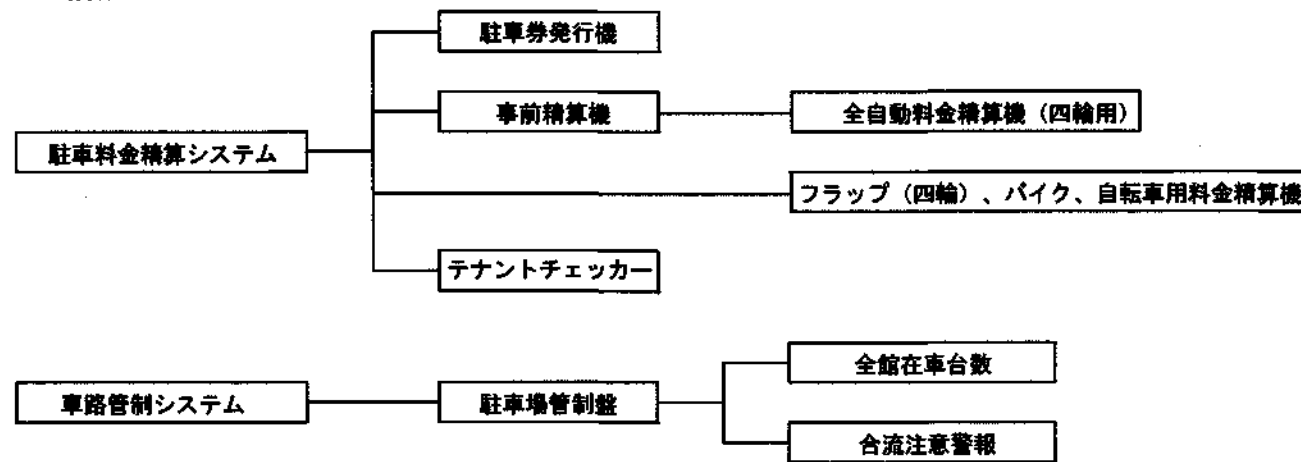 駐車券発行機
事前精算機
全自動料金精算機（四輪用）
駐車料金精算システム
フラップ（四輪）、バイク、自転車用料金精算機
テナントチェッカー
全館在車台数
車路管制システム
駐車場管制盤
合流注意警報